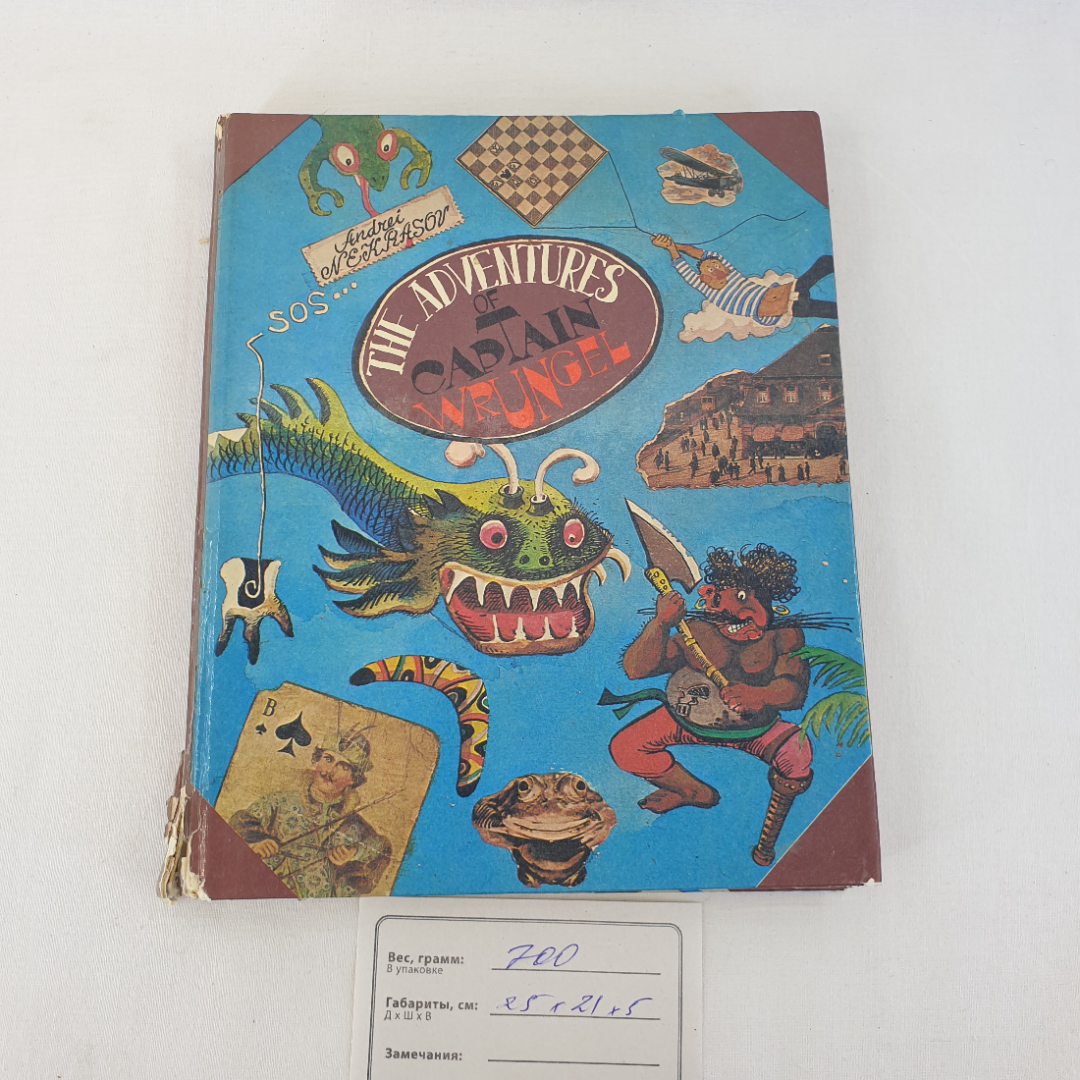 Andrei
NEKRASOV
SOS...
THE ADVENTURES
OF
CAPTAIN
WRUNGEL
В
Вес, грамм: 700
В упаковке
Габариты, см: 25 x 21 x 5
Д х Ш х В
Замечания: